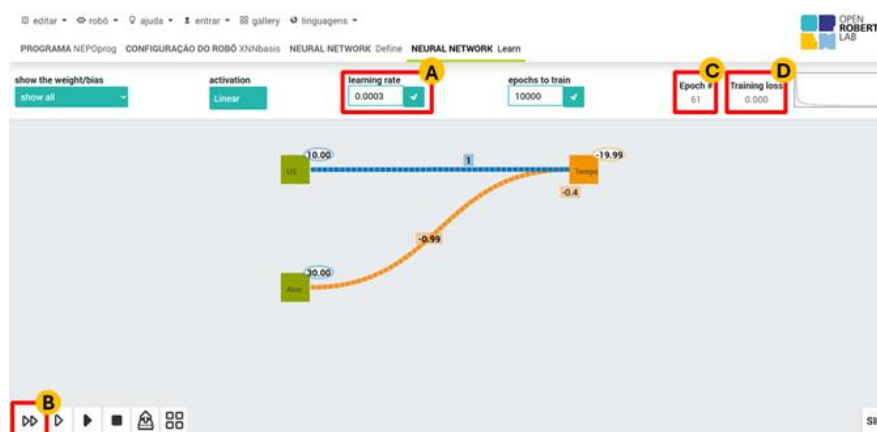 editar robô ajuda entrar gallery linguagens
OPEN
ROBERT
LAB
PROGRAMA NEPOprog CONFIGURAÇÃO DO ROBÔ XNNbasis NEURAL NETWORK Define NEURAL NETWORK Learn
A
C
D
show the weight/bias activation learning rate epochs to train Epoch # Training loss
show all Linear 0.0003 10000 61 0.000
10.00 1 -19.99
US Tempo
-0.4
-0.99
30.00
Alvo
B
SI